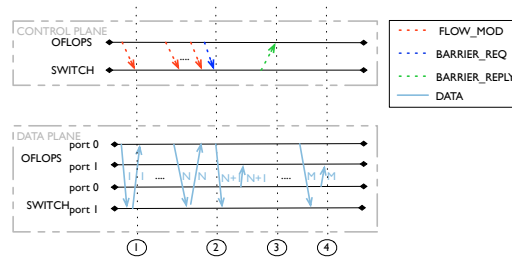 CONTROL PLANE
OFLOPS
SWITCH
....
FLOW_MOD
BARRIER_REQ
BARRIER_REPLY
DATA
DATA PLANE
port 0
OFLOPS
port 1
port 0
SWITCH
port 1
1 1 .... N N N+1 N+1 .... M M
1 2 3 4